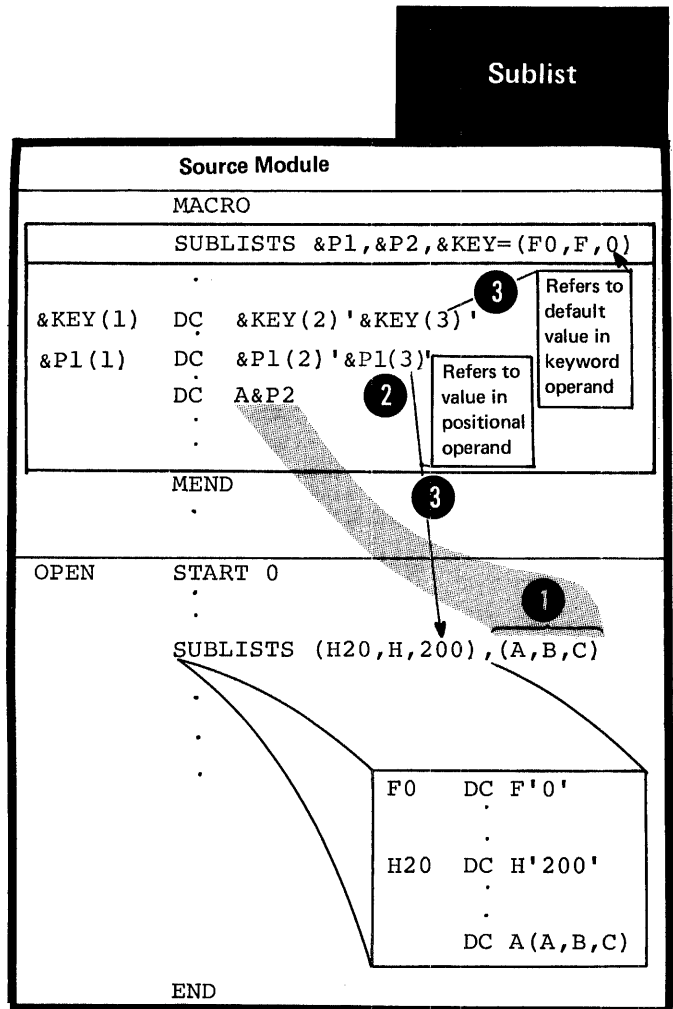 Sublist
Source Module
MACRO
SUBLISTS &P1,&P2,&KEY=(F0,F,0)
.
3
Refers to
default
value in
keyword
operand
&KEY(1) DC &KEY(2)'&KEY(3)'
.
&P1(1) DC &P1(2)'&P1(3)'
Refers to
value in
positional
operand
DC A&P2
2
.
.
MEND
3
.
OPEN START 0
.
.
1
SUBLISTS (H20,H,200),(A,B,C)
.
.
.
F0 DC F'0'
.
.
H20 DC H'200'
.
.
DC A(A,B,C)
END